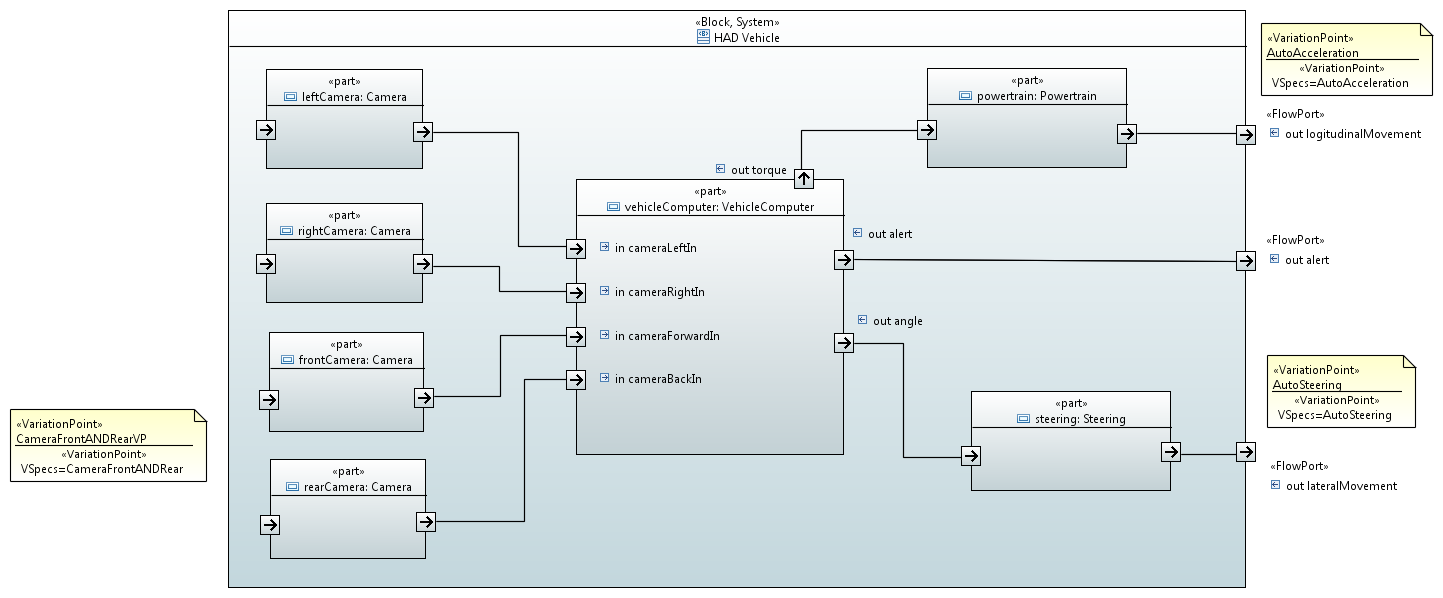 «Block, System»
HAD Vehicle
«VariationPoint»
AutoAcceleration
«VariationPoint»
VSpecs=AutoAcceleration
«part»
leftCamera: Camera
«part»
powertrain: Powertrain
«FlowPort»
out logitudinalMovement
out torque
«part»
vehicleComputer: VehicleComputer
«part»
rightCamera: Camera
out alert
«FlowPort»
out alert
in cameraLeftIn
in cameraRightIn
out angle
in cameraForwardIn
in cameraBackIn
«part»
frontCamera: Camera
«VariationPoint»
AutoSteering
«VariationPoint»
VSpecs=AutoSteering
«part»
steering: Steering
«VariationPoint»
CameraFrontANDRearVP
«VariationPoint»
VSpecs=CameraFrontANDRear
«part»
rearCamera: Camera
«FlowPort»
out lateralMovement